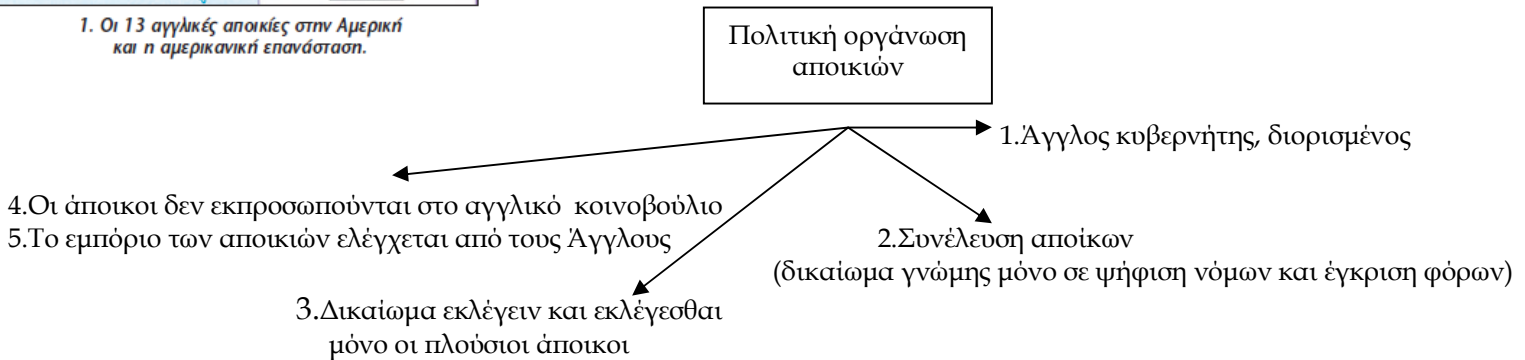 1. Οι 13 αγγλικές αποικίες στην Αμερική
και η αμερικανική επανάσταση.
Πολιτική οργάνωση
αποικιών
1.Άγγλος κυβερνήτης, διορισμένος
4.Οι άποικοι δεν εκπροσωπούνται στο αγγλικό κοινοβούλιο
5.Το εμπόριο των αποικιών ελέγχεται από τους Άγγλους
2.Συνέλευση αποίκων
(δικαίωμα γνώμης μόνο σε ψήφιση νόμων και έγκριση φόρων)
3.Δικαίωμα εκλέγειν και εκλέγεσθαι
μόνο οι πλούσιοι άποικοι